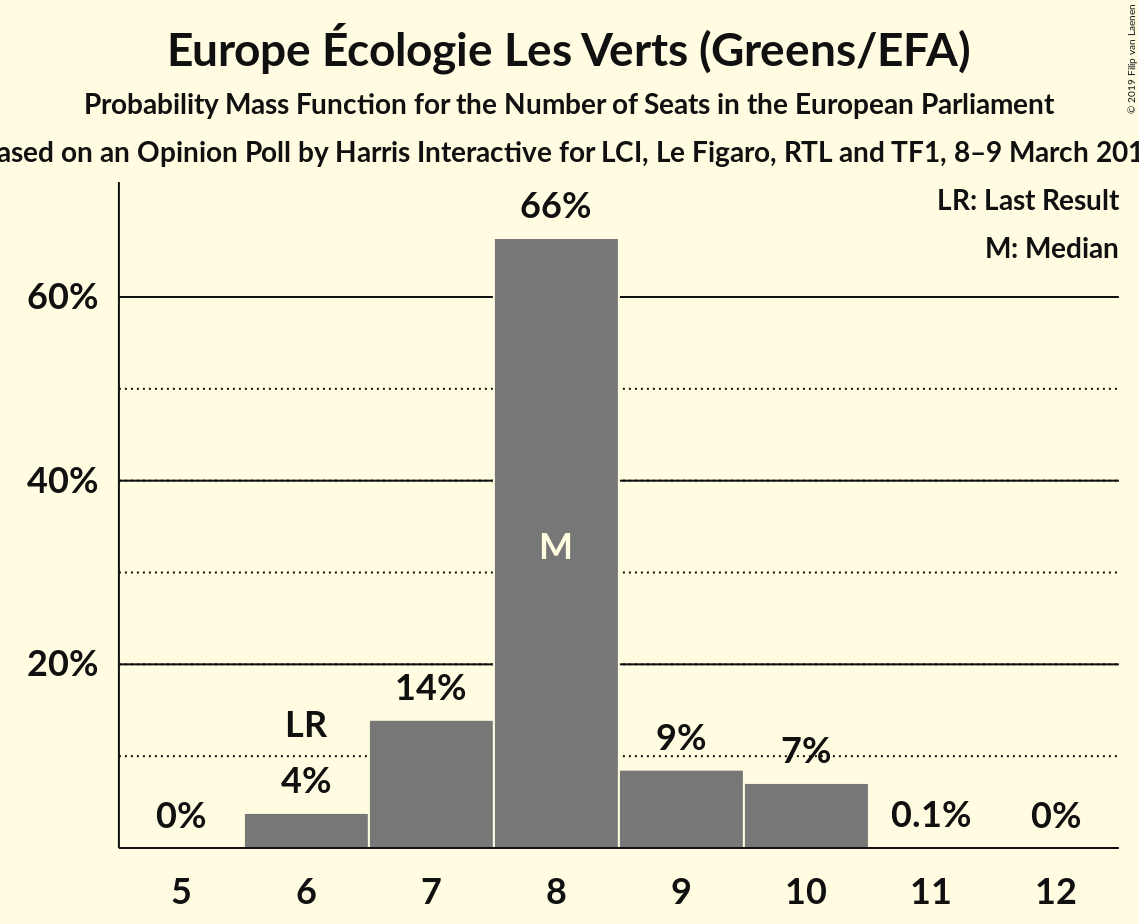 Europe Écologie Les Verts (Greens/EFA)
Probability Mass Function for the Number of Seats in the European Parliament
ased on an Opinion Poll by Harris Interactive for LCI, Le Figaro, RTL and TF1, 8–9 March 201
© 2019 Filip van Laenen
LR: Last Result
M: Median
66%
60%
40%
M
20%
14%
LR
9%
7%
4%
0%
0.1%
0%
5 6 7 8 9 10 11 12